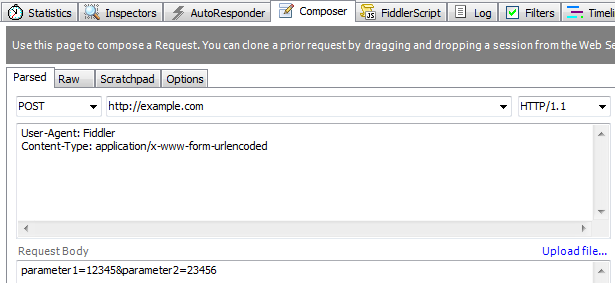 Statistics Inspectors AutoResponder Composer FiddlerScript Log Filters Timeli
Use this page to compose a Request. You can clone a prior request by dragging and dropping a session from the Web Se
Parsed Raw Scratchpad Options
POST http://example.com HTTP/1.1
User-Agent: Fiddler
Content-Type: application/x-www-form-urlencoded
Request Body Upload file...
parameter1=12345&parameter2=23456